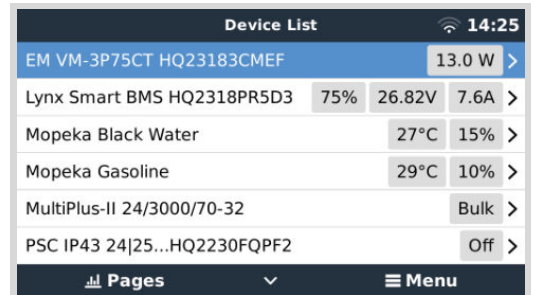 Device List 14:25
EM VM-3P75CT HQ23183CMEF 13.0 W
Lynx Smart BMS HQ2318PR5D3 75% 26.82V 7.6A
Mopeka Black Water 27°C 15%
Mopeka Gasoline 29°C 10%
MultiPlus-II 24/3000/70-32 Bulk
PSC IP43 24|25...HQ2230FQPF2 Off
Pages Menu